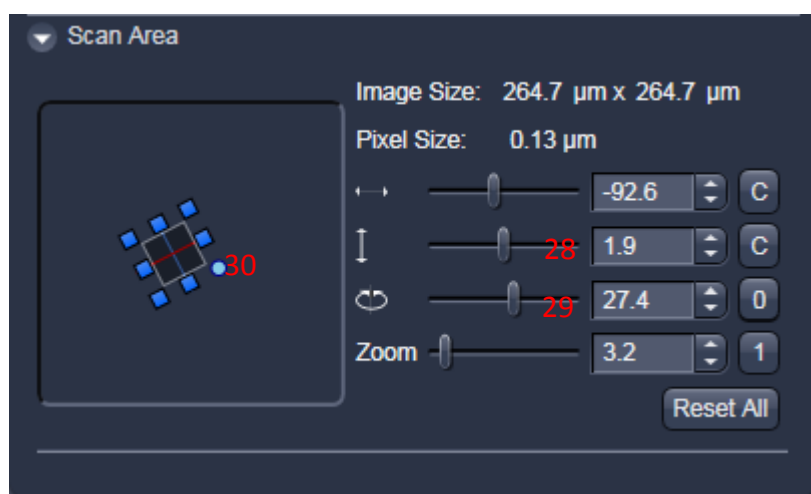 Scan Area
Image Size: 264.7 µm x 264.7 µm
Pixel Size: 0.13 µm
-92.6 C
28 1.9 C
30
29 27.4 0
Zoom 3.2 1
Reset All